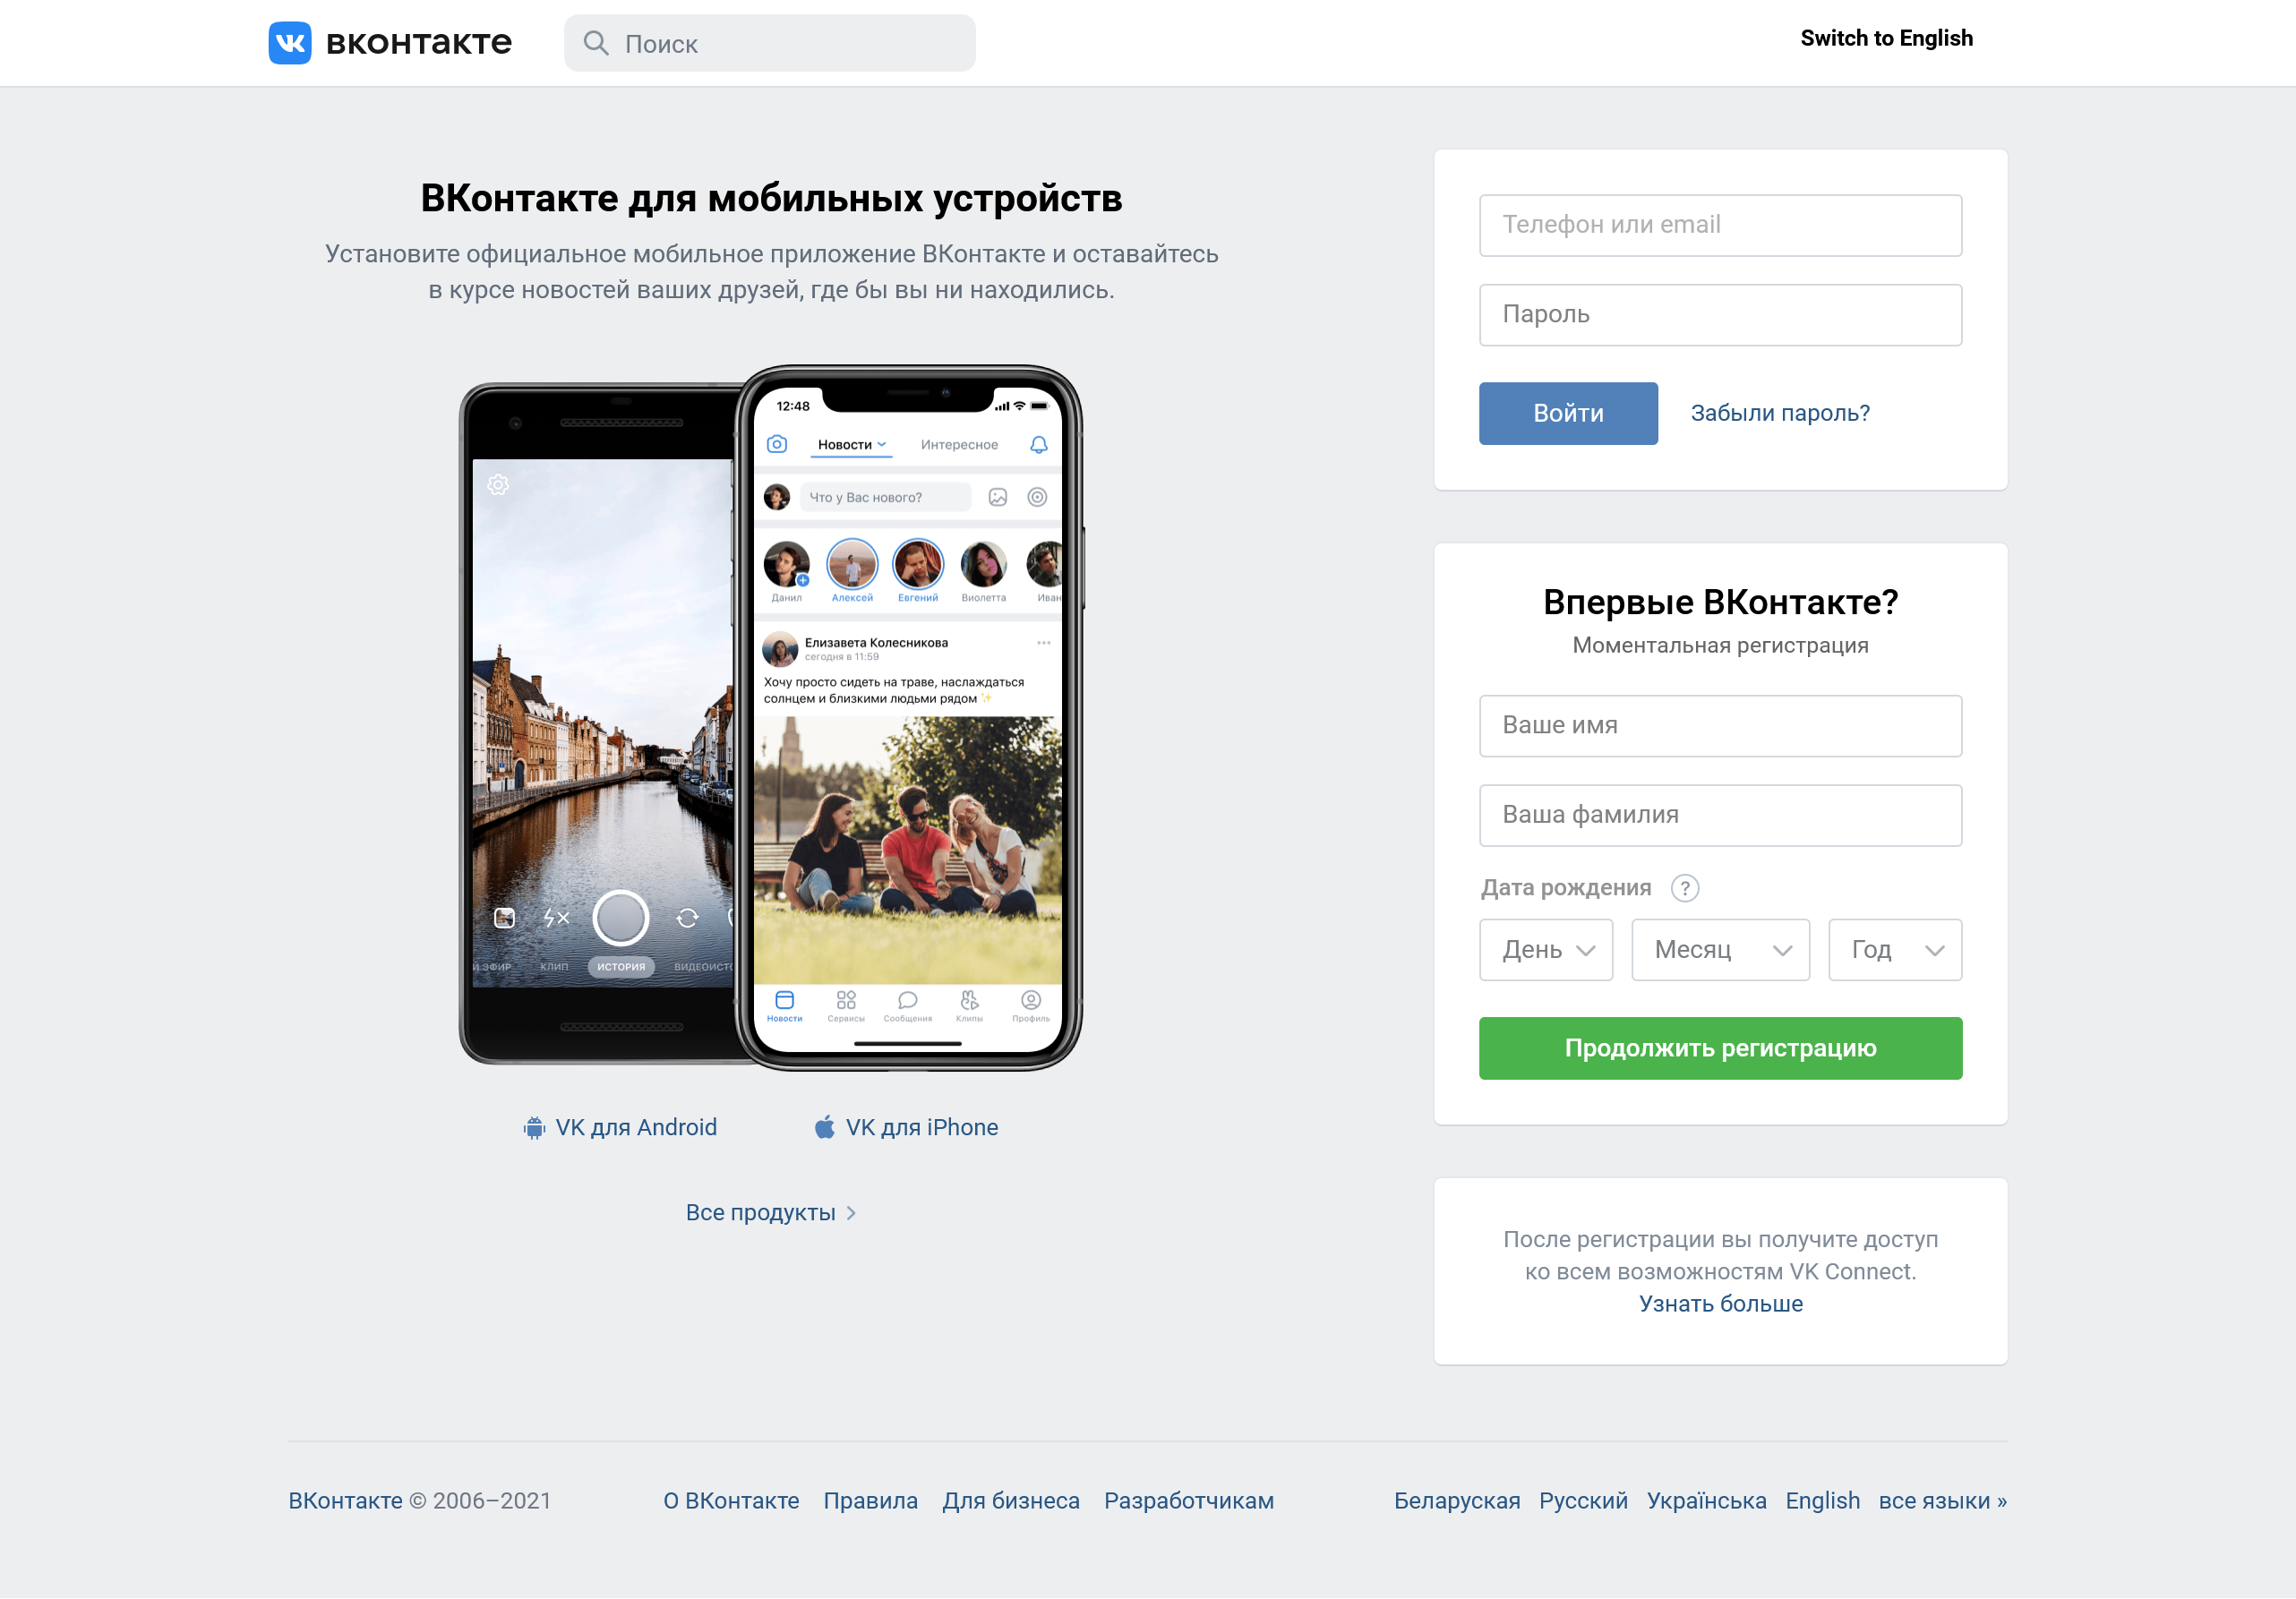 вконтакте
Поиск
Switch to English
ВКонтакте для мобильных устройств
Установите официальное мобильное приложение ВКонтакте и оставайтесь
в курсе новостей ваших друзей, где бы вы ни находились.
12:48
Новости
Интересное
Что у Вас нового?
Данил
Алексей
Евгений
Виолетта
Иван
Елизавета Колесникова
сегодня в 11:59
Хочу просто сидеть на траве, наслаждаться
солнцем и близкими людьми рядом ✨
И ЭФИР
КЛИП
ИСТОРИЯ
ВИДЕОИСТО
Новости
Сервисы
Сообщения
Клипы
Профиль
VK для Android
VK для iPhone
Все продукты
Телефон или email
Пароль
Войти
Забыли пароль?
Впервые ВКонтакте?
Моментальная регистрация
Ваше имя
Ваша фамилия
Дата рождения ?
День
Месяц
Год
Продолжить регистрацию
После регистрации вы получите доступ
ко всем возможностям VK Connect.
Узнать больше
ВКонтакте © 2006–2021
О ВКонтакте Правила Для бизнеса Разработчикам
Беларуская Русский Українська English все языки »